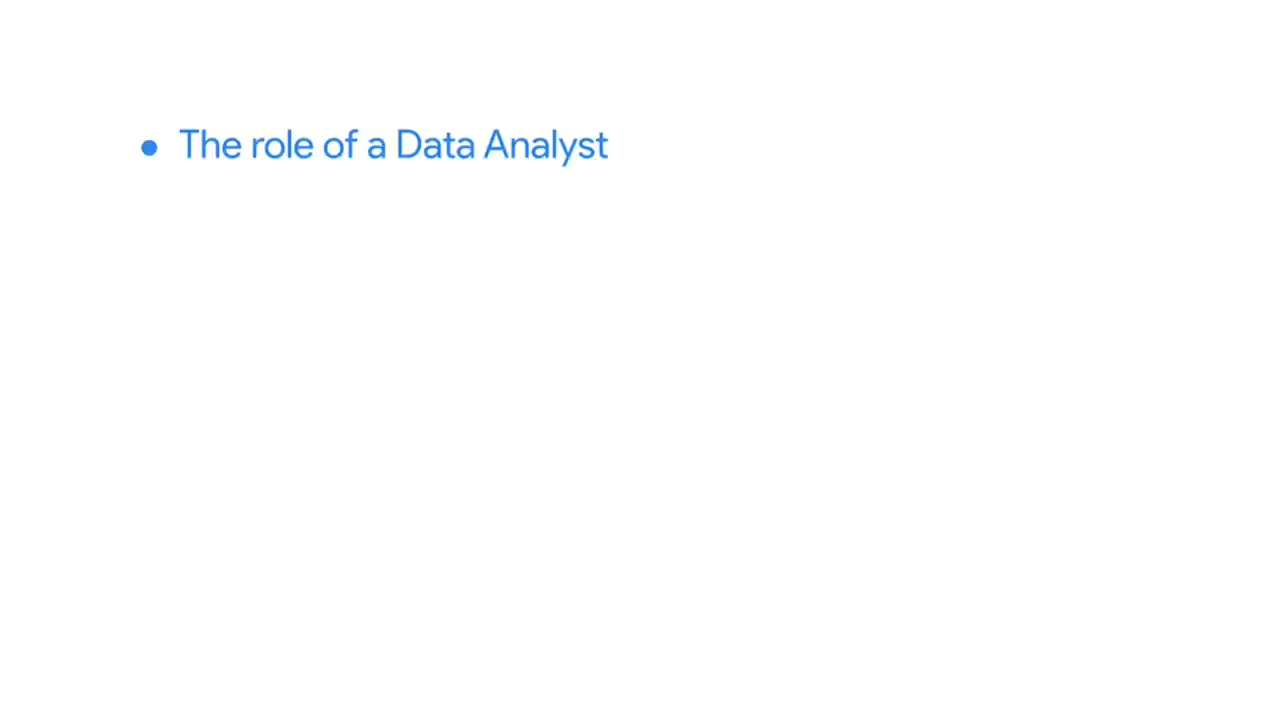 • The role of a Data Analyst